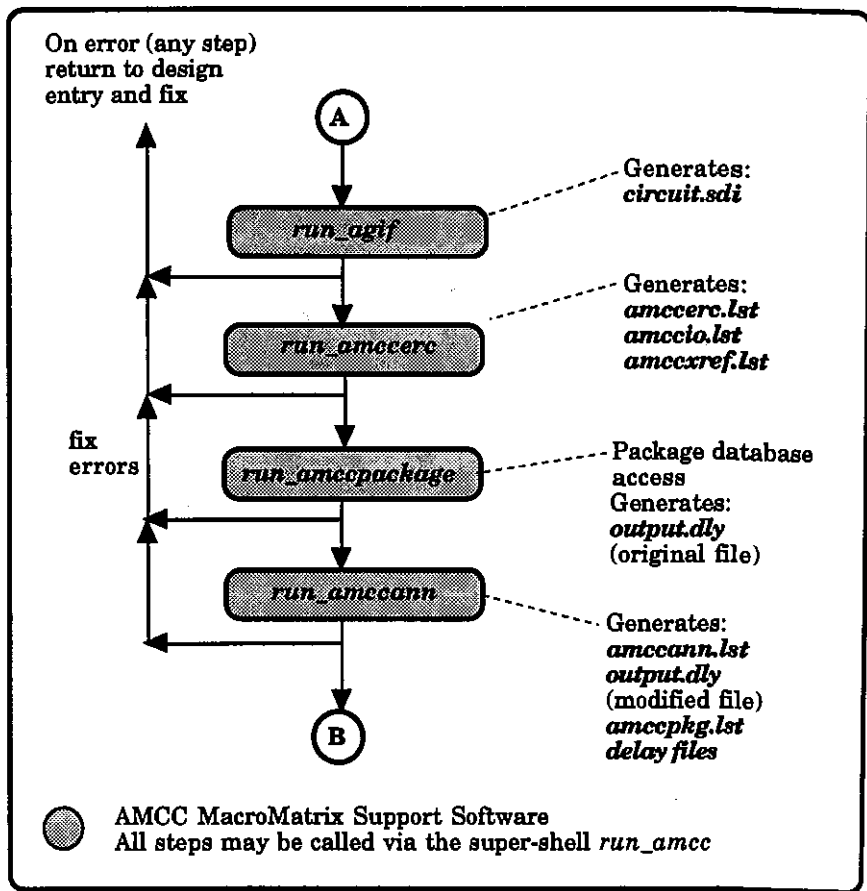 On error (any step)
return to design
entry and fix
A
Generates:
circuit.sdi
run_agif
Generates:
amccerc.lst
amccio.lst
amccxref.lst
run_amccerc
fix
errors
Package database
access
Generates:
output.dly
(original file)
run_amccpackage
run_amccann
Generates:
amccann.lst
output.dly
(modified file)
amccpkg.lst
delay files
B
AMCC MacroMatrix Support Software
All steps may be called via the super-shell run_amcc